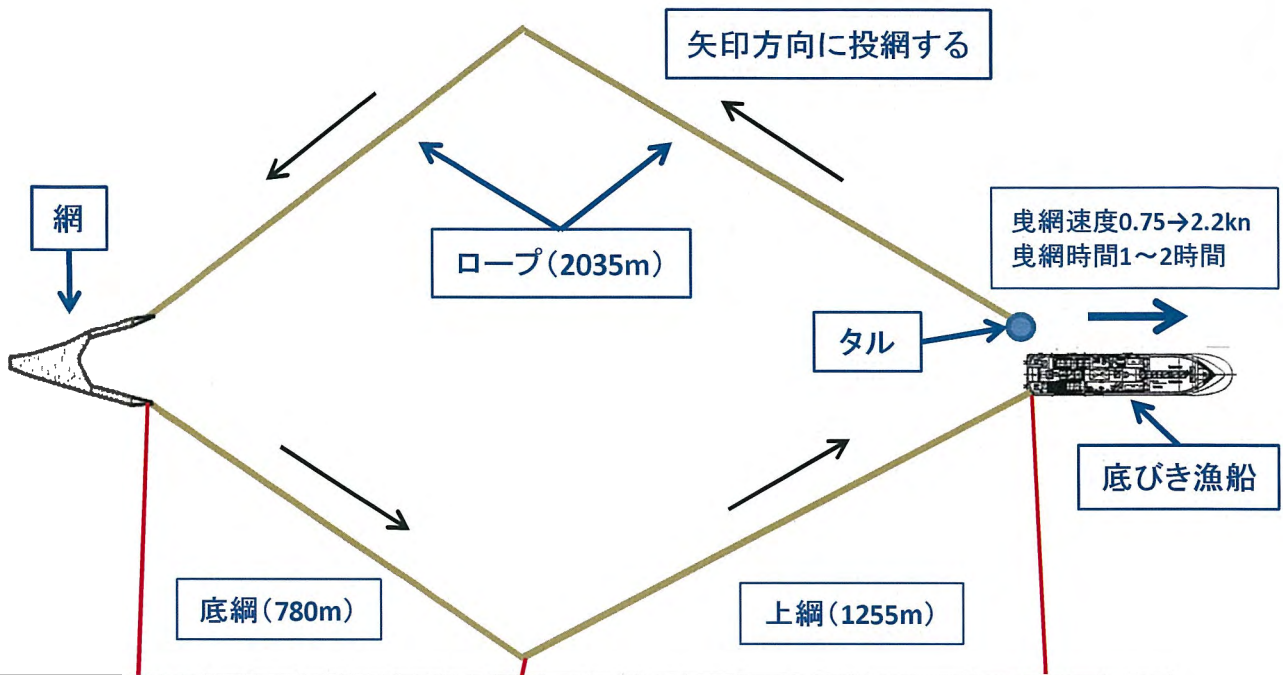 矢印方向に投網する
網
ロープ(2035m)
曳網速度0.75→2.2kn
曳網時間1～2時間
タル
底びき漁船
底綱(780m)
上綱(1255m)